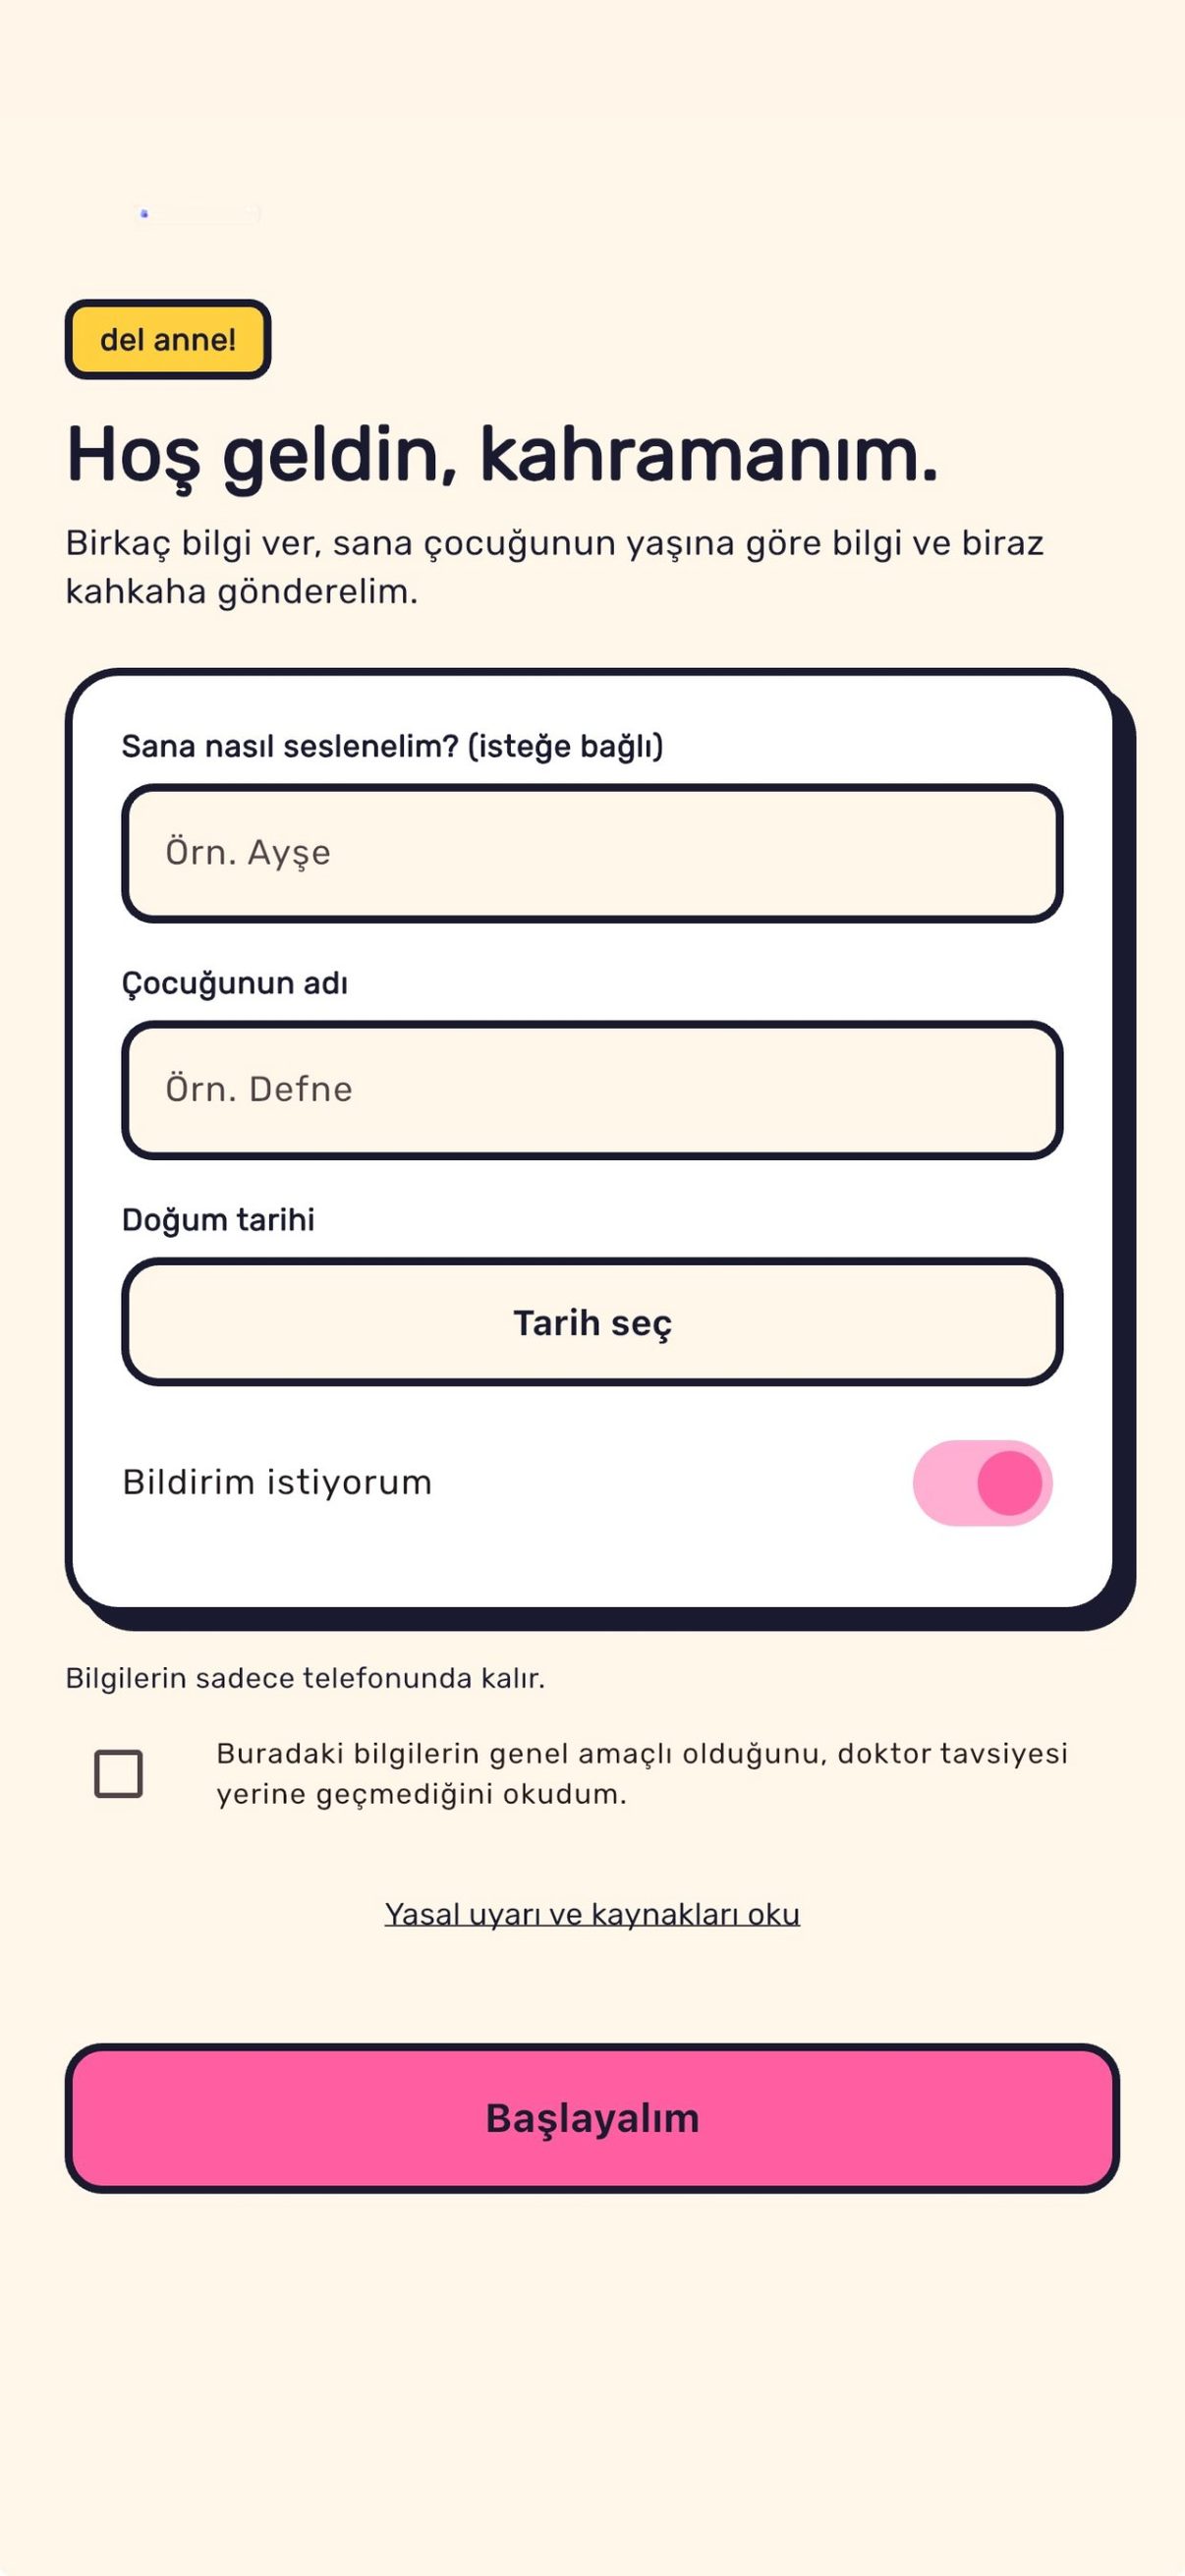 del anne!
Hoş geldin, kahramanım.
Birkaç bilgi ver, sana çocuğunun yaşına göre bilgi ve biraz
kahkaha gönderelim.
Sana nasıl seslenelim? (isteğe bağlı)
Örn. Ayşe
Çocuğunun adı
Örn. Defne
Doğum tarihi
Tarih seç
Bildirim istiyorum
Bilgilerin sadece telefonunda kalır.
Buradaki bilgilerin genel amaçlı olduğunu, doktor tavsiyesi
yerine geçmediğini okudum.
Yasal uyarı ve kaynakları oku
Başlayalım